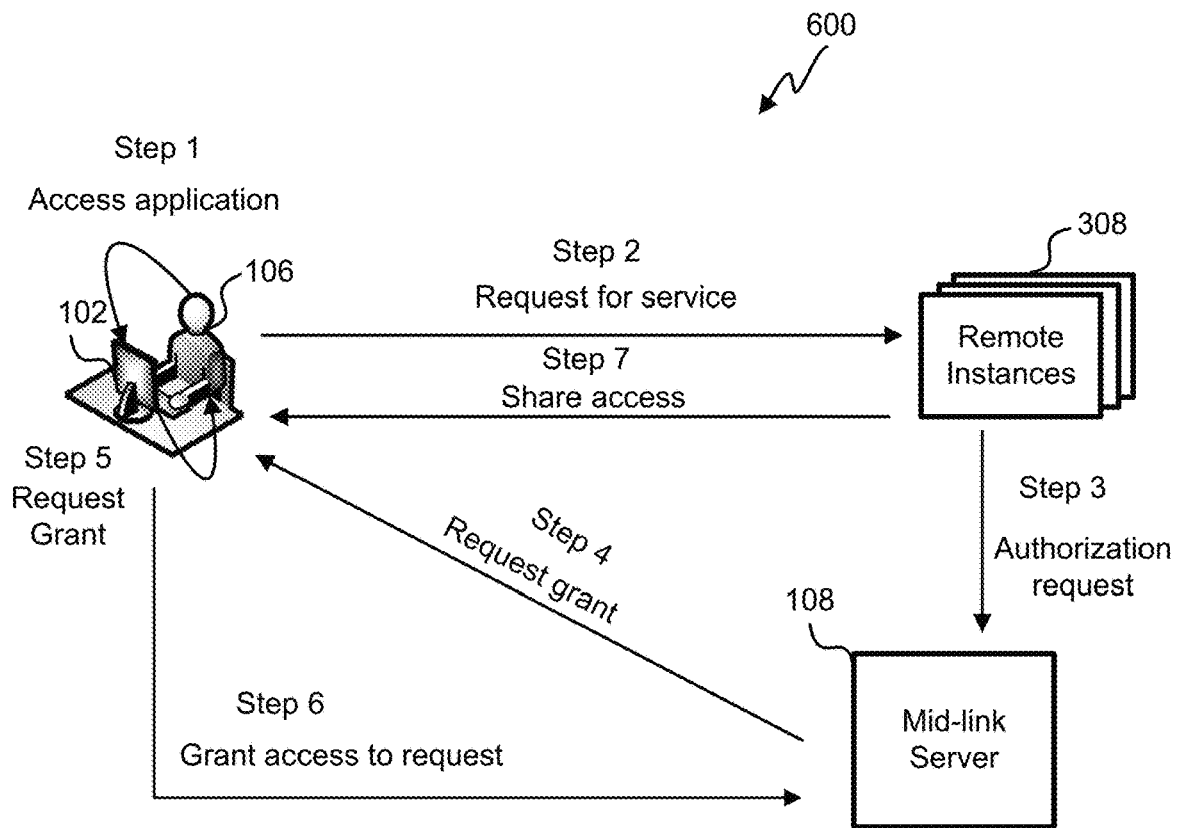 600
Step 1
Access application
106
102
Step 2
Request for service
308
Remote
Instances
Step 7
Share access
Step 5
Request
Grant
Step 3
Authorization
request
Step 4
Request grant
108
Mid-link
Server
Step 6
Grant access to request